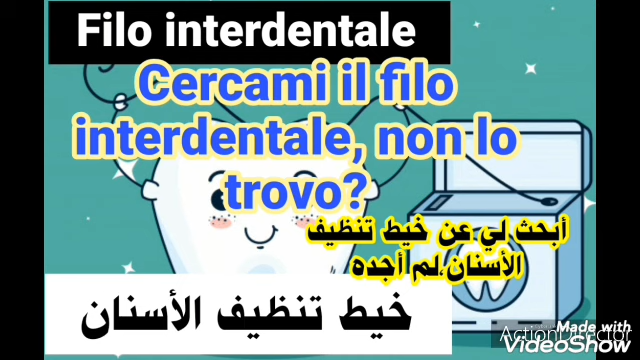 Filo interdentale
Cercami il filo
interdentale, non lo
trovo?
أبحث لي عن خيط تنظيف
الأسنان،لم أجده
خيط تنظيف الأسنان
ActionDirector
Made with
VideoShow